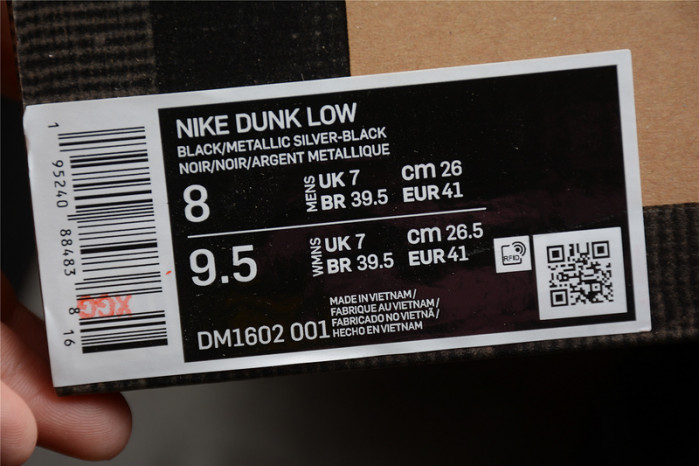 NIKE DUNK LOW
BLACK/METALLIC SILVER-BLACK
NOIR/NOIR/ARGENT METALLIQUE
8
MENS
UK 7
BR 39.5
cm 26
EUR 41
9.5
WMNS
UK 7
BR 39.5
cm 26.5
EUR 41
RFID
DM1602 001
MADE IN VIETNAM/
FABRIQUE AU VIETNAM/
FABRICADO NO VIETNÃ/
HECHO EN VIETNAM
1 95240 88483 8 16
XGG